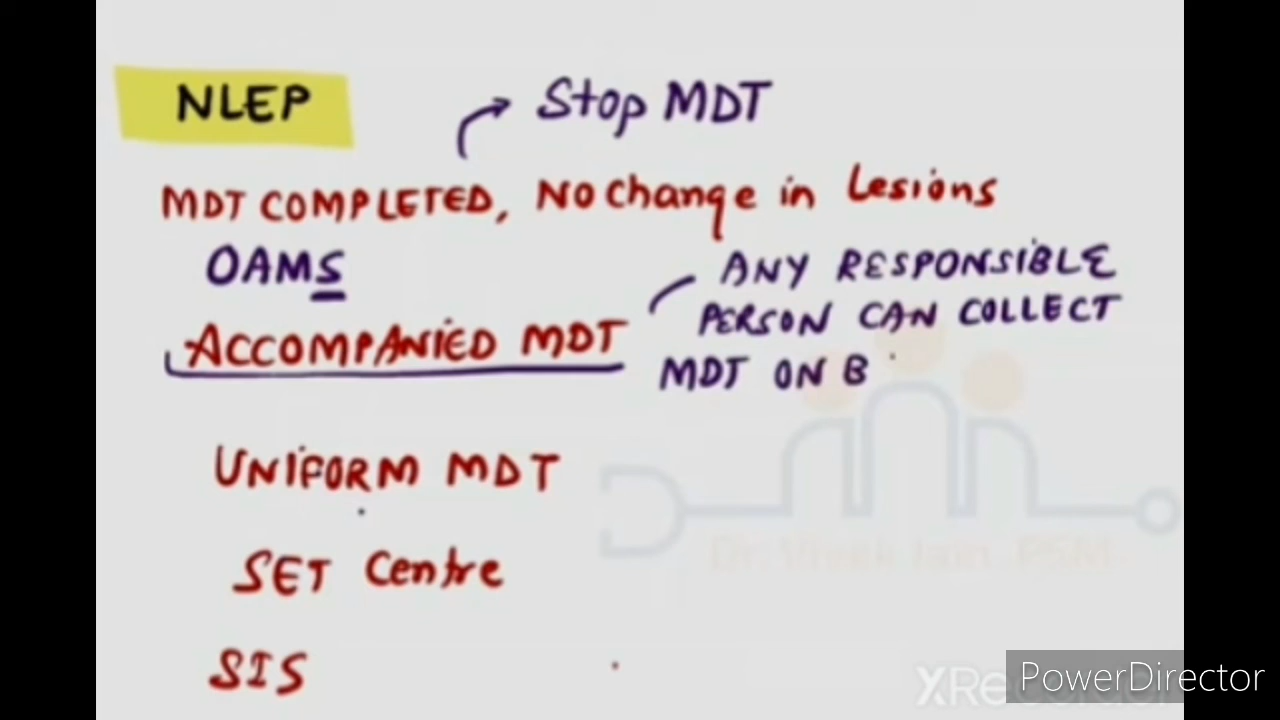 NLEP
Stop MDT
MDT COMPLETED, No change in Lesions
OAMS
ACCOMPANIED MDT
ANY RESPONSIBLE
PERSON CAN COLLECT
MDT ON B
UNIFORM MDT
SET Centre
SIS
PowerDirector